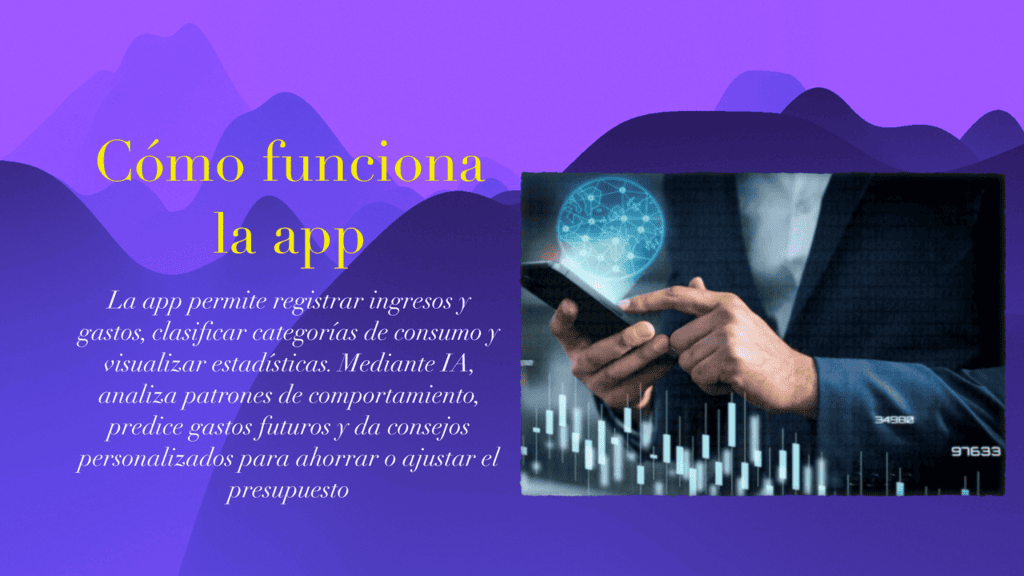 Cómo funciona
la app
La app permite registrar ingresos y
gastos, clasificar categorías de consumo y
visualizar estadísticas. Mediante IA,
analiza patrones de comportamiento,
predice gastos futuros y da consejos
personalizados para ahorrar o ajustar el
presupuesto
34980
97633